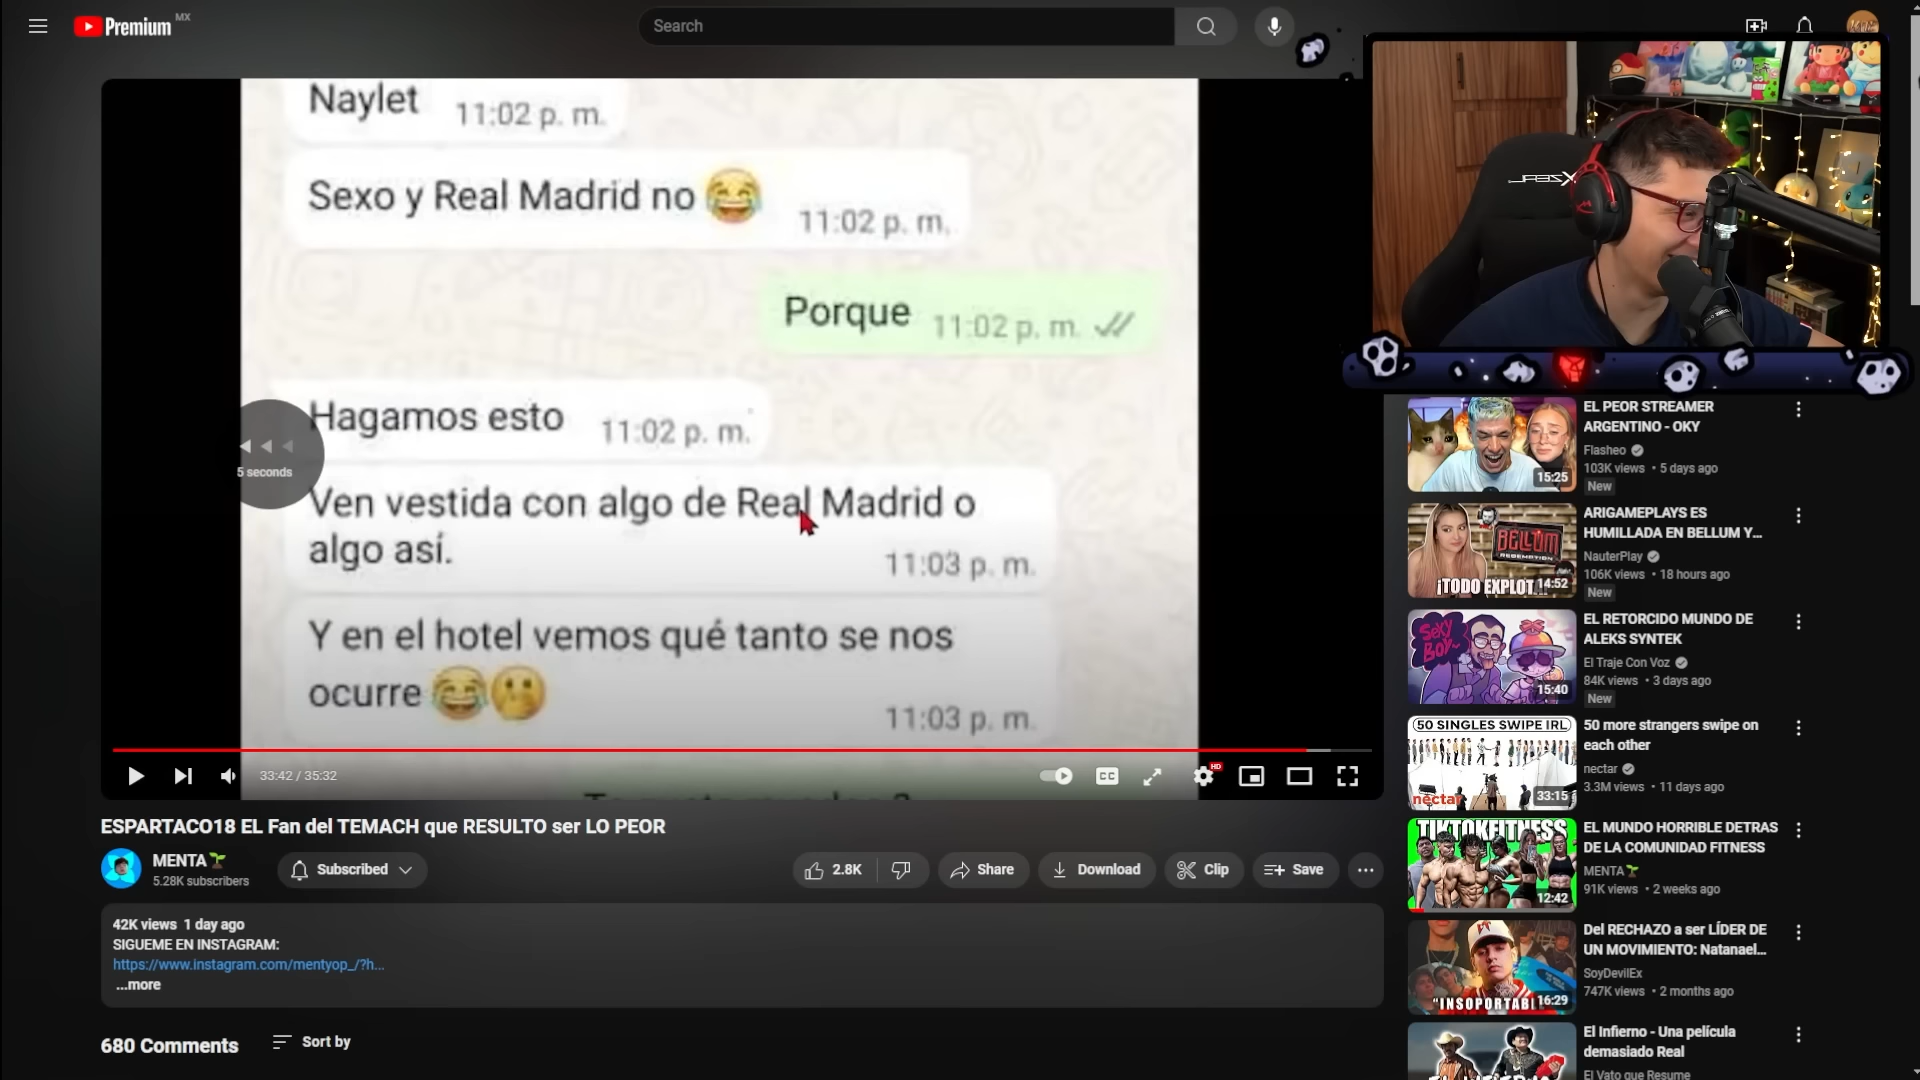 Premium MX
Search
Naylet 11:02 p. m.
Sexo y Real Madrid no 😂 11:02 p. m.
Porque 11:02 p. m.
Hagamos esto 11:02 p. m.
5 seconds
Ven vestida con algo de Real Madrid o
algo así. 11:03 p. m.
Y en el hotel vemos qué tanto se nos
ocurre 😂🤭 11:03 p. m.
33:42 / 35:32
CC
HD
ESPARTACO18 EL Fan del TEMACH que RESULTO ser LO PEOR
MENTA🌱
5.28K subscribers
Subscribed
2.8K
Share
Download
Clip
Save
42K views 1 day ago
SIGUEME EN INSTAGRAM:
https://www.instagram.com/mentyop_/?h...
...more
680 Comments
Sort by
15:25
EL PEOR STREAMER
ARGENTINO - OKY
Flasheo
103K views • 5 days ago
New
BELLUM
REDEMPTION
¡TODO EXPLOT
14:52
ARIGAMEPLAYS ES
HUMILLADA EN BELLUM Y...
NauterPlay
106K views • 18 hours ago
New
SEXY
BOY
15:40
EL RETORCIDO MUNDO DE
ALEKS SYNTEK
El Traje Con Voz
84K views • 3 days ago
New
50 SINGLES SWIPE IRL
nectar
33:15
50 more strangers swipe on
each other
nectar
3.3M views • 11 days ago
TIKTOKFITNESS
12:42
EL MUNDO HORRIBLE DETRAS
DE LA COMUNIDAD FITNESS
MENTA🌱
91K views • 2 weeks ago
"INSOPORTABL
16:29
Del RECHAZO a ser LÍDER DE
UN MOVIMIENTO: Natanael...
SoyDevilEx
747K views • 2 months ago
El Infierno - Una película
demasiado Real
El Vato que Resume